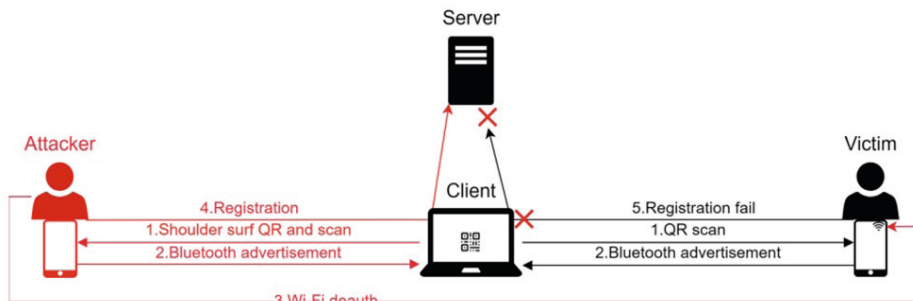 Server
Attacker
Victim
Client
4.Registration
5.Registration fail
1.Shoulder surf QR and scan
1.QR scan
2.Bluetooth advertisement
2.Bluetooth advertisement
3.Wi-Fi deauth